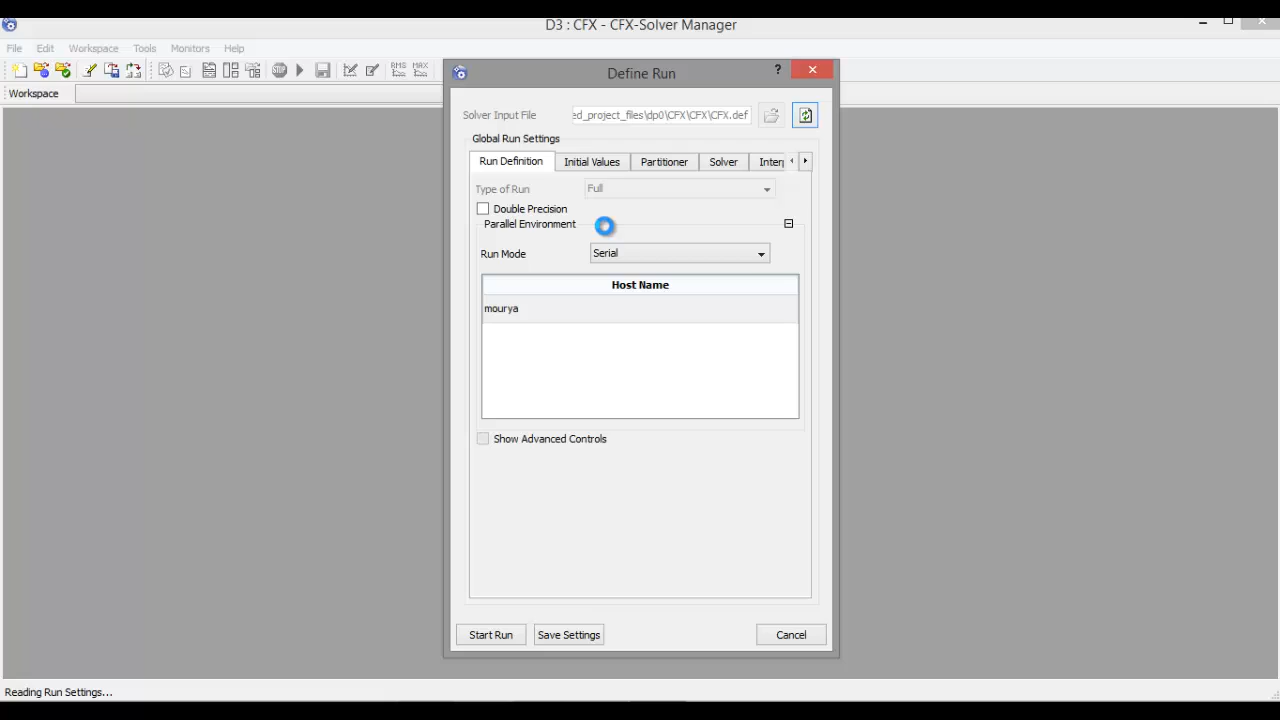 D3 : CFX - CFX-Solver Manager
File Edit Workspace Tools Monitors Help
RMS MAX
Workspace
Define Run
?
Solver Input File ed_project_files\dp0\CFX\CFX\CFX.def
Global Run Settings
Run Definition Initial Values Partitioner Solver Interp
Type of Run Full
Double Precision
Parallel Environment
Run Mode Serial
Host Name
mourya
Show Advanced Controls
Start Run Save Settings Cancel
Reading Run Settings...